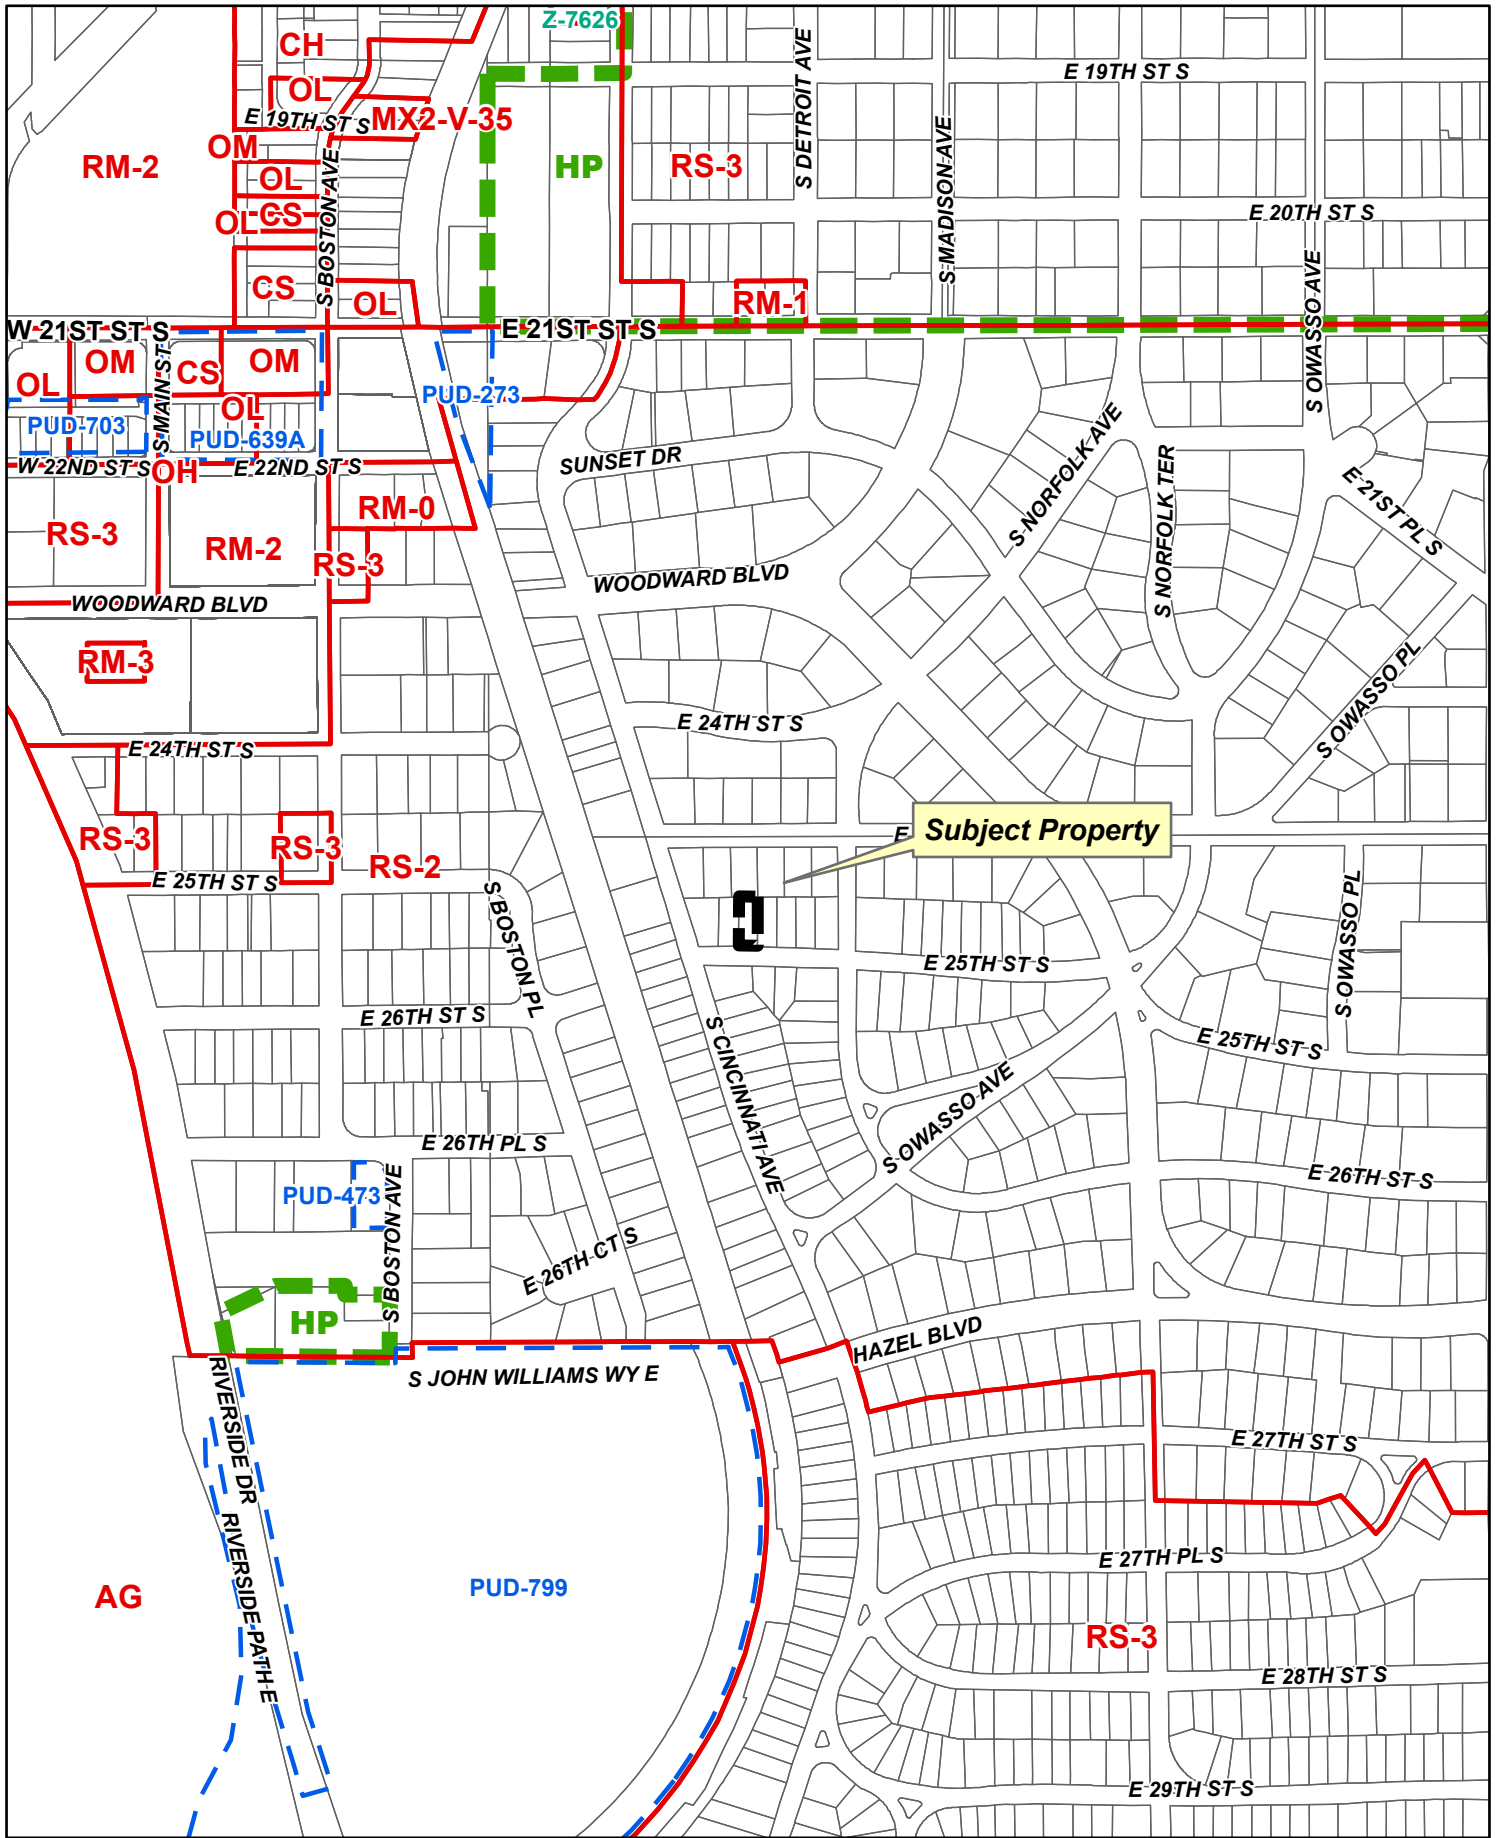 Z-7626
CH
E 19TH ST S
OL
E 19TH ST S
MX2-V-35
S DETROIT AVE
OM
RM-2
HP
RS-3
S MADISON AVE
OL
S BOSTON AVE
OL
CS
E 20TH ST S
CS
OL
RM-1
S OWASSO AVE
W 21ST ST S
E 21ST ST S
OM
CS
OM
OL
S MAIN ST
PUD-273
OL
PUD-703
PUD-639A
SUNSET DR
S NORFOLK AVE
W 22ND ST S
OH
E 22ND ST S
S NORFOLK TER
E 21ST PL S
RM-0
RS-3
RM-2
RS-3
WOODWARD BLVD
WOODWARD BLVD
RM-3
S OWASSO PL
E 24TH ST S
E 24TH ST S
RS-3
RS-3
RS-2
E
Subject Property
E 25TH ST S
S BOSTON PL
S OWASSO PL
E 25TH ST S
E 26TH ST S
S CINCINNATI AVE
E 25TH ST S
S OWASSO AVE
E 26TH PL S
E 26TH ST S
PUD-473
S BOSTON AVE
E 26TH CT S
HP
HAZEL BLVD
S JOHN WILLIAMS WY E
RIVERSIDE DR
E 27TH ST S
RIVERSIDE PATH E
E 27TH PL S
AG
PUD-799
RS-3
E 28TH ST S
E 29TH ST S